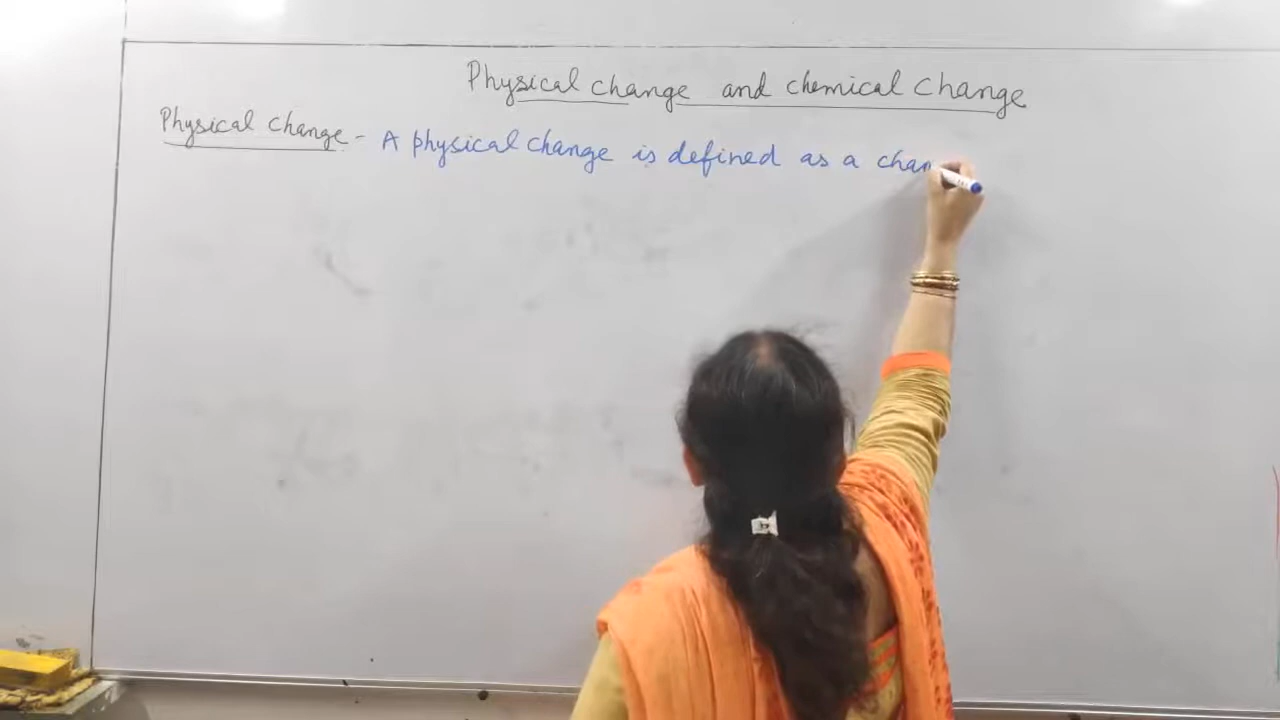 Physical change and chemical change
Physical change - A physical change is defined as a chan